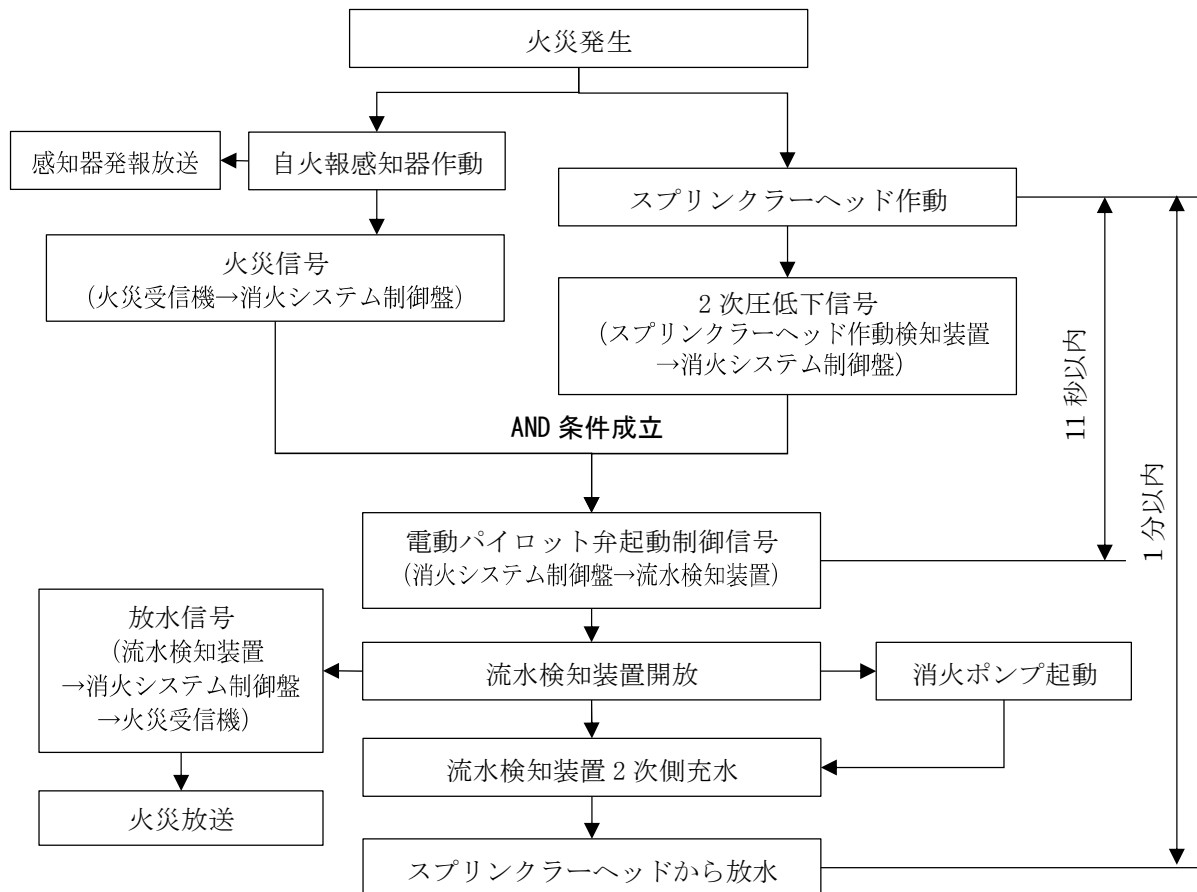 火災発生
感知器発報放送
自火報感知器作動
スプリンクラーヘッド作動
火災信号
（火災受信機→消火システム制御盤）
２次圧低下信号
（スプリンクラーヘッド作動検知装置
→消火システム制御盤）
11 秒以内
1 分以内
AND 条件成立
電動パイロット弁起動制御信号
（消火システム制御盤→流水検知装置）
放水信号
（流水検知装置
→消火システム制御盤
→火災受信機）
流水検知装置開放
消火ポンプ起動
流水検知装置２次側充水
火災放送
スプリンクラーヘッドから放水